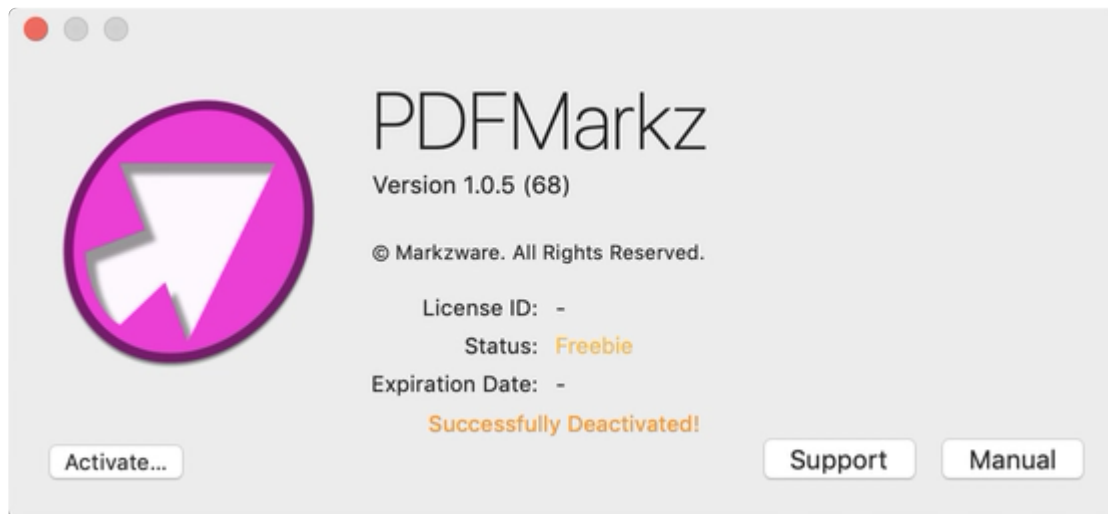 PDFMarkz
Version 1.0.5 (68)
© Markzware. All Rights Reserved.
License ID: -
Status: Freebie
Expiration Date: -
Successfully Deactivated!
Activate...
Support
Manual